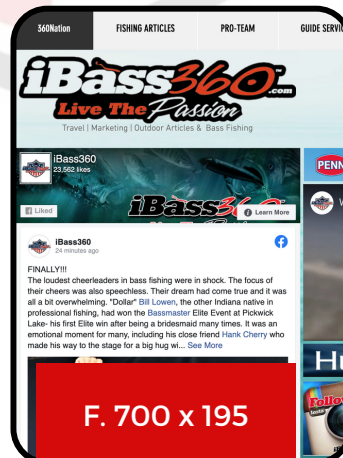 360Nation FISHING ARTICLES PRO-TEAM GUIDE SERVIC
iBass360.com
Live The Passion
Travel | Marketing | Outdoor Articles & Bass Fishing
iBass360
23,562 likes
PENN
Liked
iBass3
Learn More
iBass360
24 minutes ago
FINALLY!!!
The loudest cheerleaders in bass fishing were in shock. The focus of
their cheers was also speechless. Their dream had come true and it was
all a bit overwhelming. "Dollar" Bill Lowen, the other Indiana native in
professional fishing, had won the Bassmaster Elite Event at Pickwick
Lake- his first Elite win after being a bridesmaid many times. It was an
emotional moment for many, including his close friend Hank Cherry who
made his way to the stage for a big hug wi... See More
Hu
Follow
F. 700 x 195